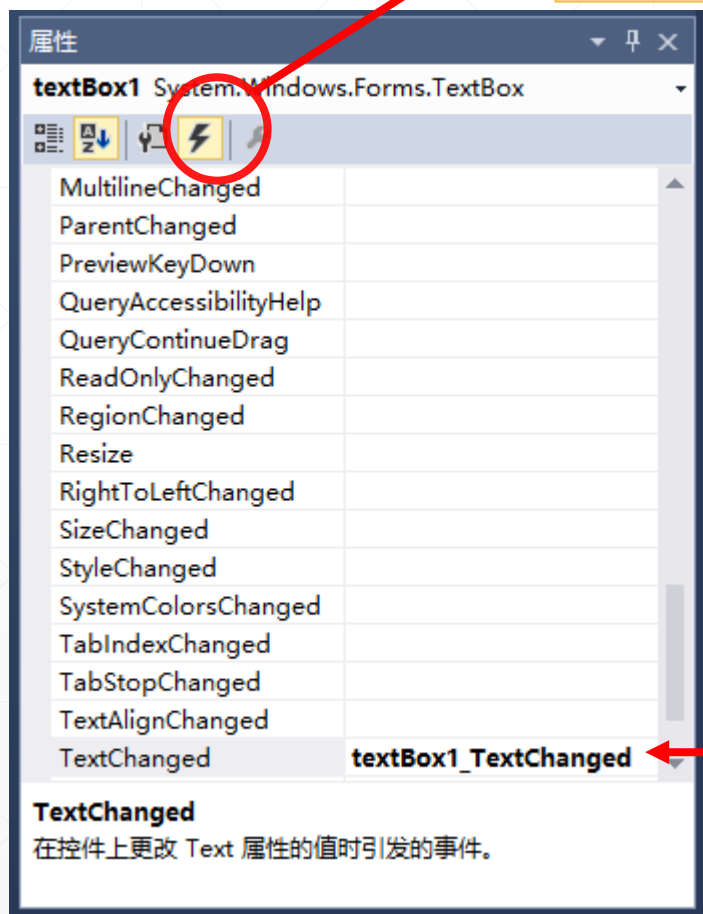 属性
textBox1 System.Windows.Forms.TextBox
MultilineChanged
ParentChanged
PreviewKeyDown
QueryAccessibilityHelp
QueryContinueDrag
ReadOnlyChanged
RegionChanged
Resize
RightToLeftChanged
SizeChanged
StyleChanged
SystemColorsChanged
TabIndexChanged
TabStopChanged
TextAlignChanged
TextChanged textBox1_TextChanged
TextChanged
在控件上更改 Text 属性的值时引发的事件。